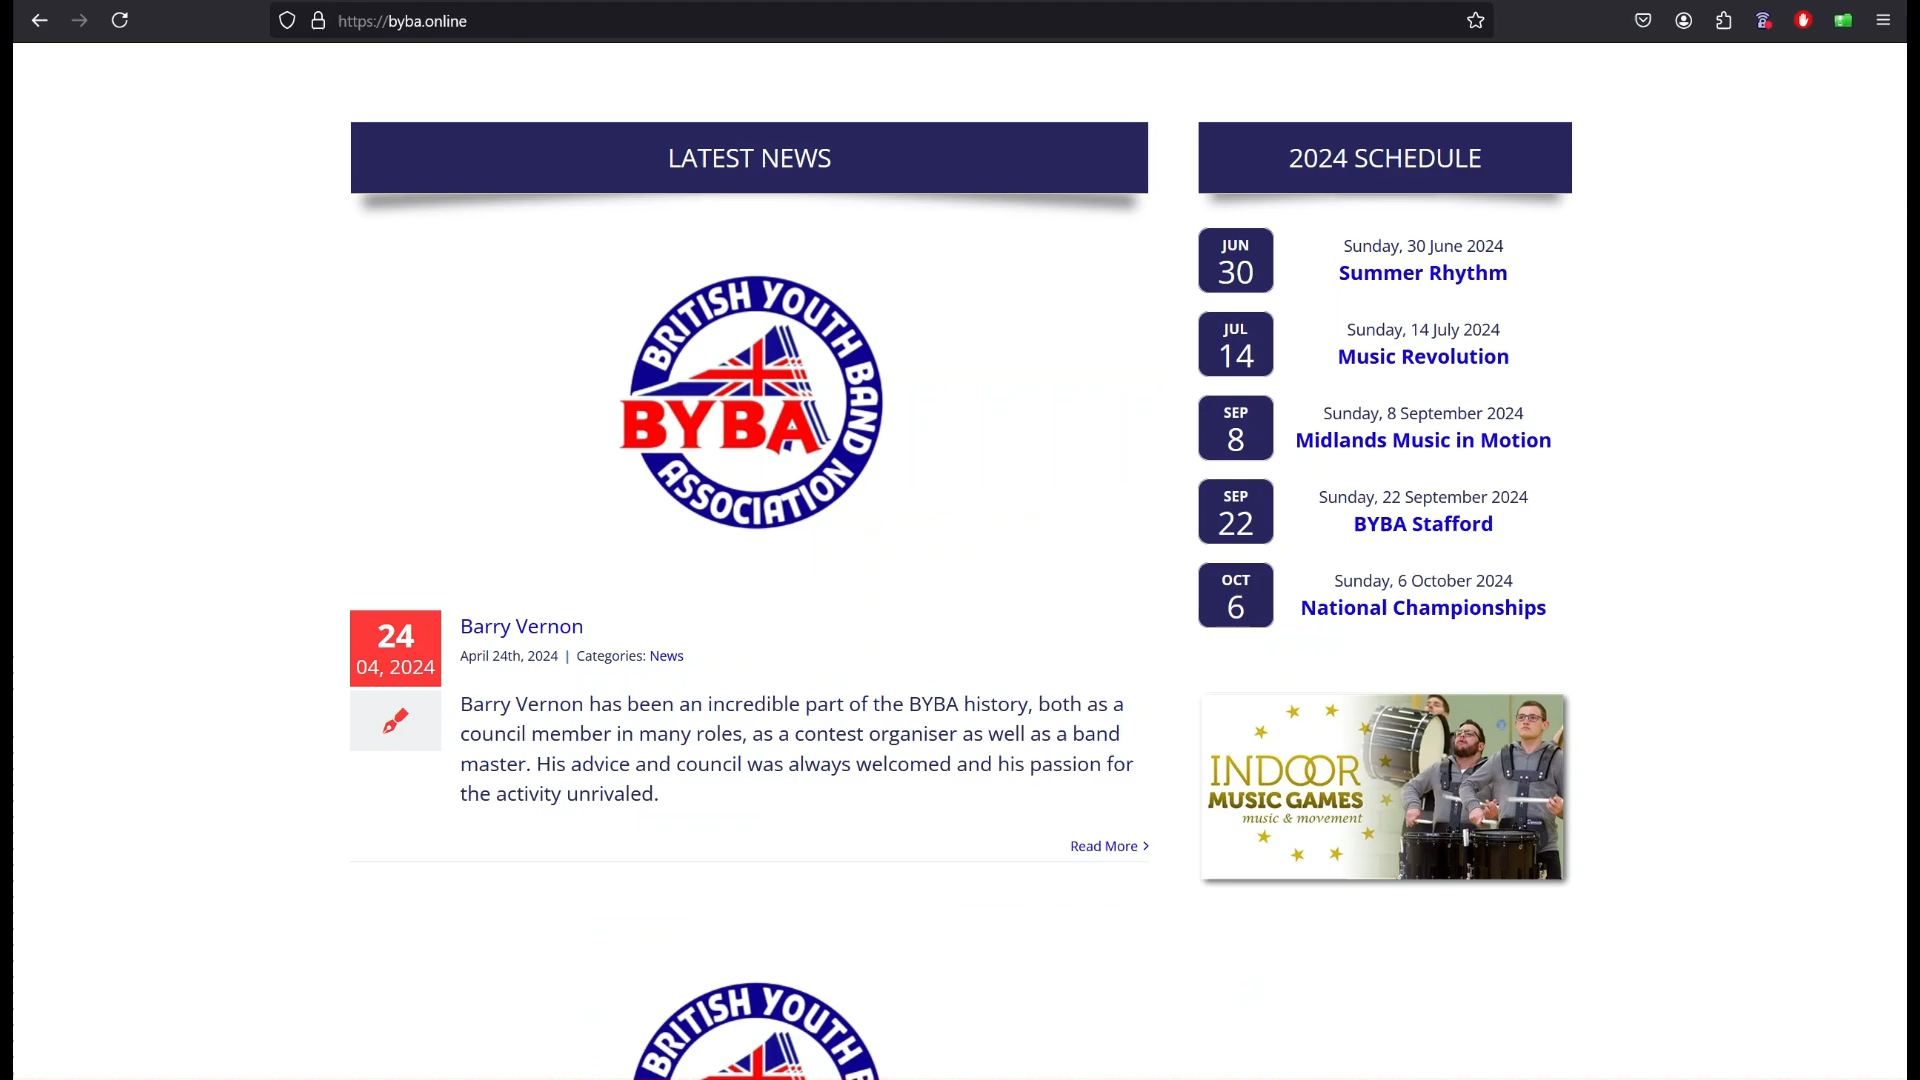 https://byba.online
LATEST NEWS
BRITISH YOUTH BAND
BYBA
ASSOCIATION
24
04, 2024
Barry Vernon
April 24th, 2024 | Categories: News
Barry Vernon has been an incredible part of the BYBA history, both as a
council member in many roles, as a contest organiser as well as a band
master. His advice and council was always welcomed and his passion for
the activity unrivaled.
Read More
BRITISH YOUTH B
2024 SCHEDULE
JUN
30
Sunday, 30 June 2024
Summer Rhythm
JUL
14
Sunday, 14 July 2024
Music Revolution
SEP
8
Sunday, 8 September 2024
Midlands Music in Motion
SEP
22
Sunday, 22 September 2024
BYBA Stafford
OCT
6
Sunday, 6 October 2024
National Championships
INDOOR
MUSIC GAMES
music & movement